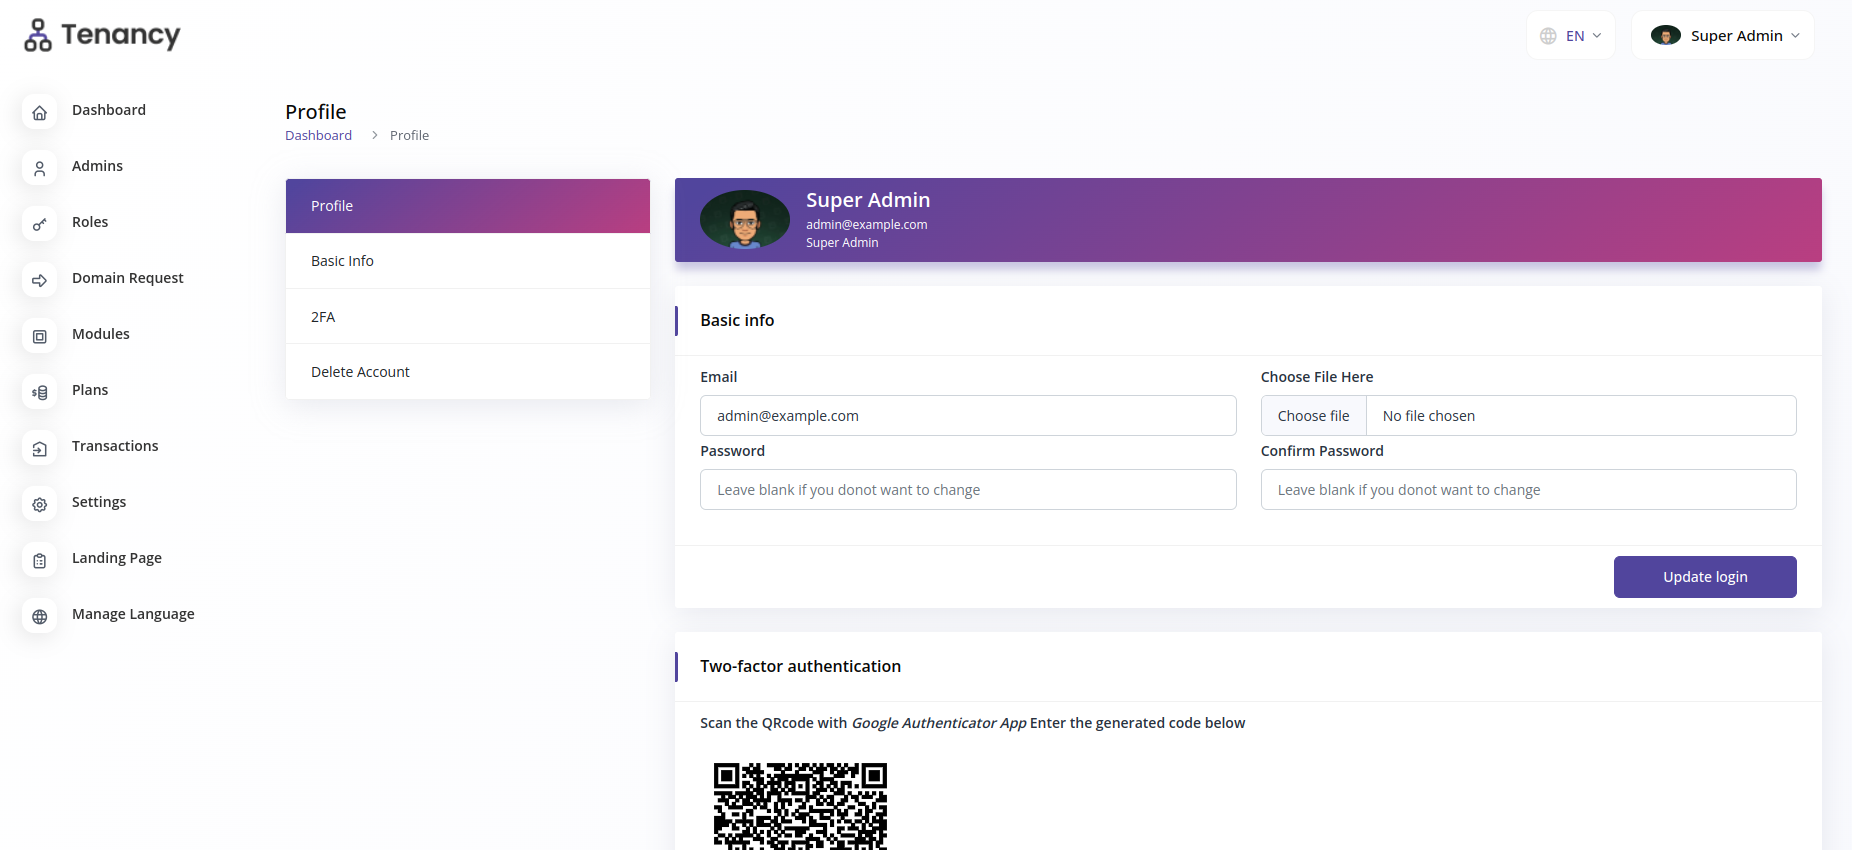 Tenancy
EN
Super Admin
Dashboard
Admins
Roles
Domain Request
Modules
Plans
Transactions
Settings
Landing Page
Manage Language
Profile
Dashboard > Profile
Profile
Basic Info
2FA
Delete Account
Super Admin
admin@example.com
Super Admin
Basic info
Email
Choose File Here
admin@example.com
Choose file No file chosen
Password
Confirm Password
Leave blank if you donot want to change
Leave blank if you donot want to change
Update login
Two-factor authentication
Scan the QRcode with Google Authenticator App Enter the generated code below